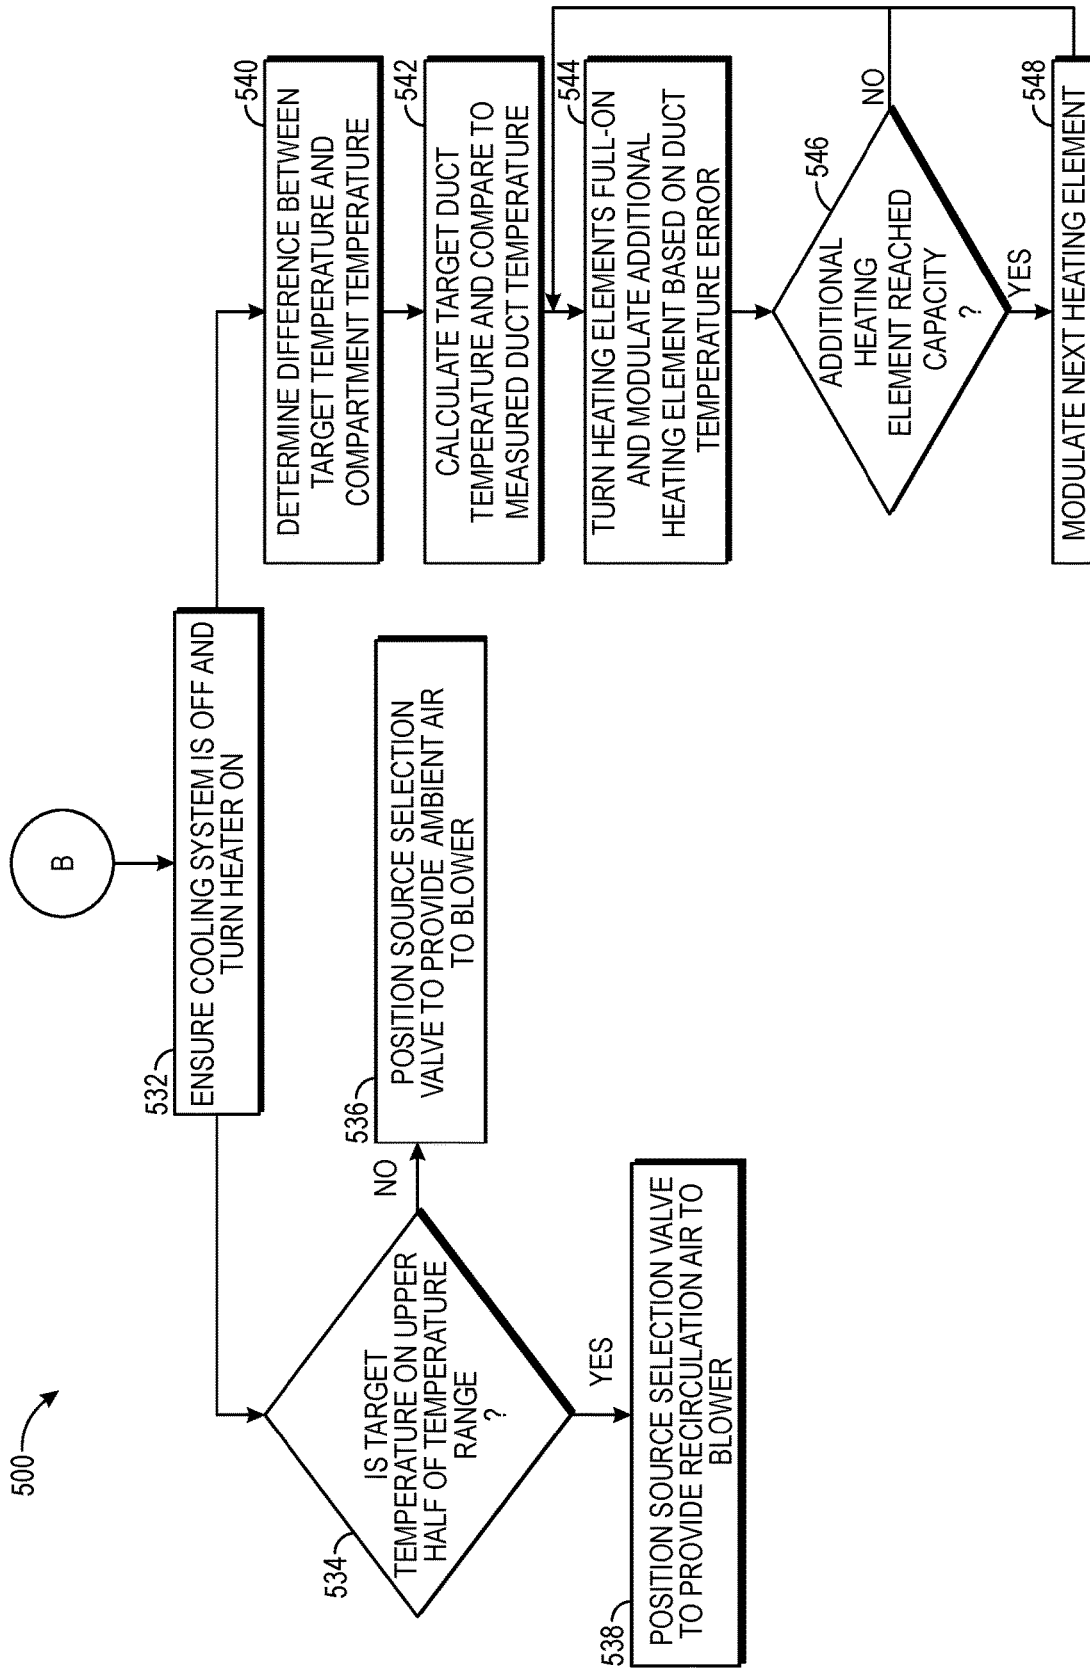 500
B
532
ENSURE COOLING SYSTEM IS OFF AND
TURN HEATER ON
534
IS TARGET
TEMPERATURE ON UPPER
HALF OF TEMPERATURE
RANGE
?
NO
YES
536
POSITION SOURCE SELECTION
VALVE TO PROVIDE AMBIENT AIR
TO BLOWER
538
POSITION SOURCE SELECTION VALVE
TO PROVIDE RECIRCULATION AIR TO
BLOWER
540
DETERMINE DIFFERENCE BETWEEN
TARGET TEMPERATURE AND
COMPARTMENT TEMPERATURE
542
CALCULATE TARGET DUCT
TEMPERATURE AND COMPARE TO
MEASURED DUCT TEMPERATURE
544
TURN HEATING ELEMENTS FULL-ON
AND MODULATE ADDITIONAL
HEATING ELEMENT BASED ON DUCT
TEMPERATURE ERROR
546
ADDITIONAL
HEATING
ELEMENT REACHED
CAPACITY
?
NO
YES
548
MODULATE NEXT HEATING ELEMENT